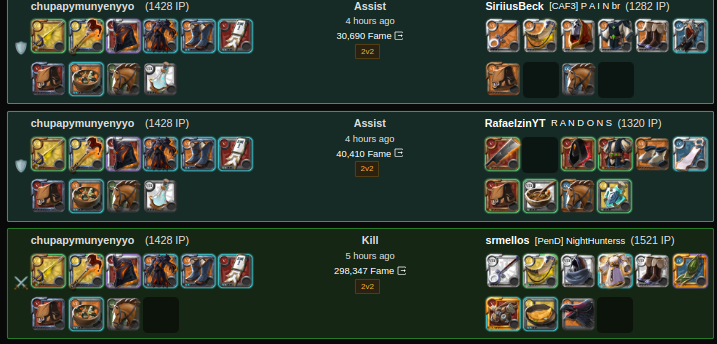 chupapymunyenyyo (1428 IP) Assist SiriiusBeck [CAF3] P A I N br (1282 IP)
4 hours ago
30,690 Fame
2v2
chupapymunyenyyo (1428 IP) Assist RafaelzinYT R A N D O N S (1320 IP)
4 hours ago
40,410 Fame
2v2
chupapymunyenyyo (1428 IP) Kill srmellos [PenD] NightHunterss (1521 IP)
5 hours ago
298,347 Fame
2v2